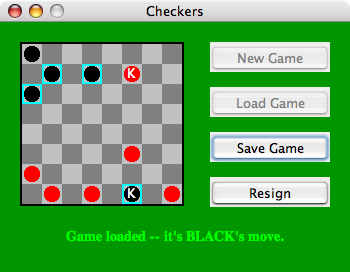 Checkers
New Game
K
Load Game
Save Game
K
Resign
Game loaded -- it's BLACK's move.